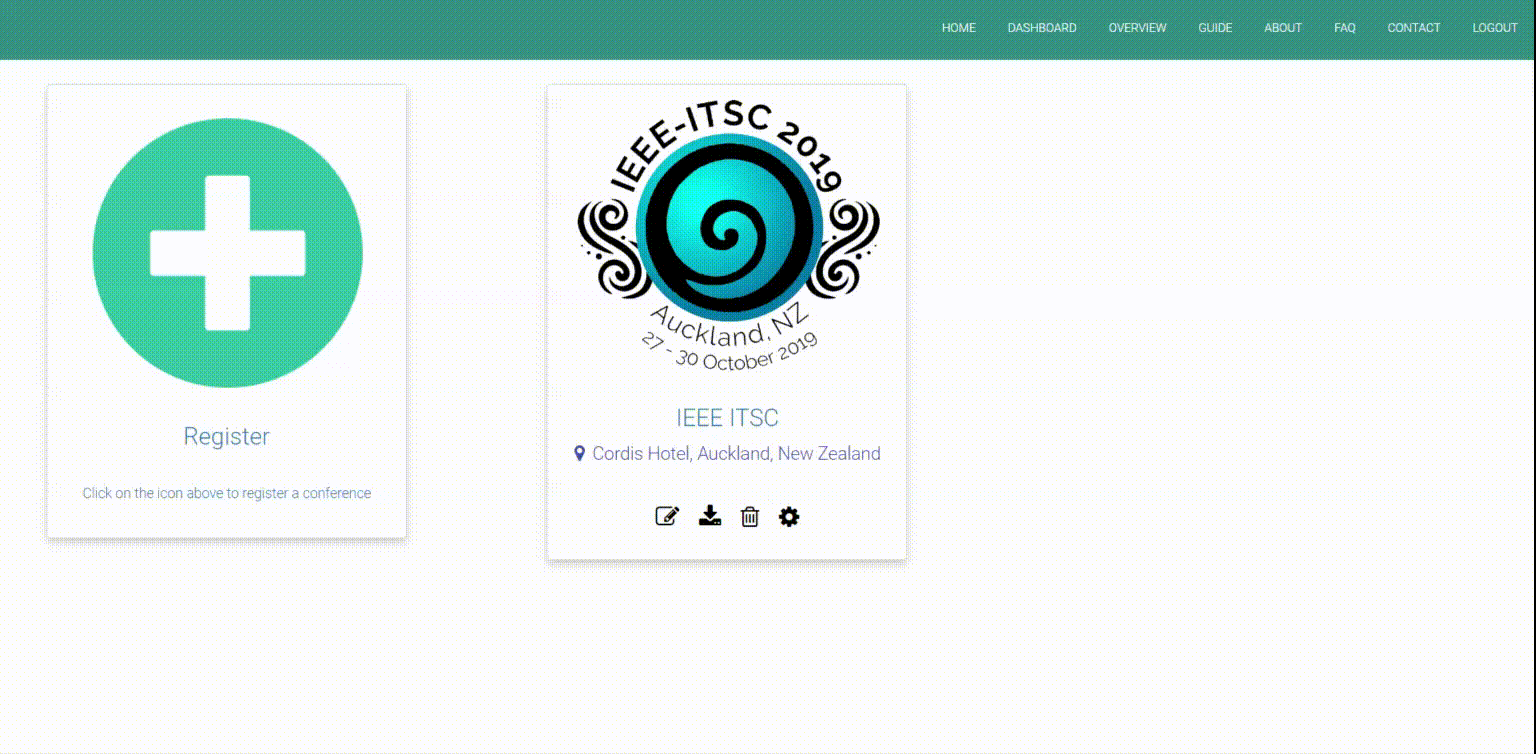 HOME DASHBOARD OVERVIEW GUIDE ABOUT FAQ CONTACT LOGOUT
Register
Click on the icon above to register a conference
IEEE-ITSC 2019
Auckland, NZ
27 - 30 October 2019
IEEE ITSC
Cordis Hotel, Auckland, New Zealand